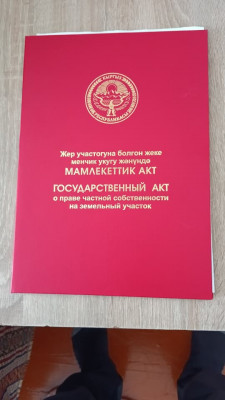 Жер участогуна болгон жеке
менчик укугу жөнүндө
МАМЛЕКЕТТИК АКТ
ГОСУДАРСТВЕННЫЙ АКТ
о праве частной собственности
на земельный участок